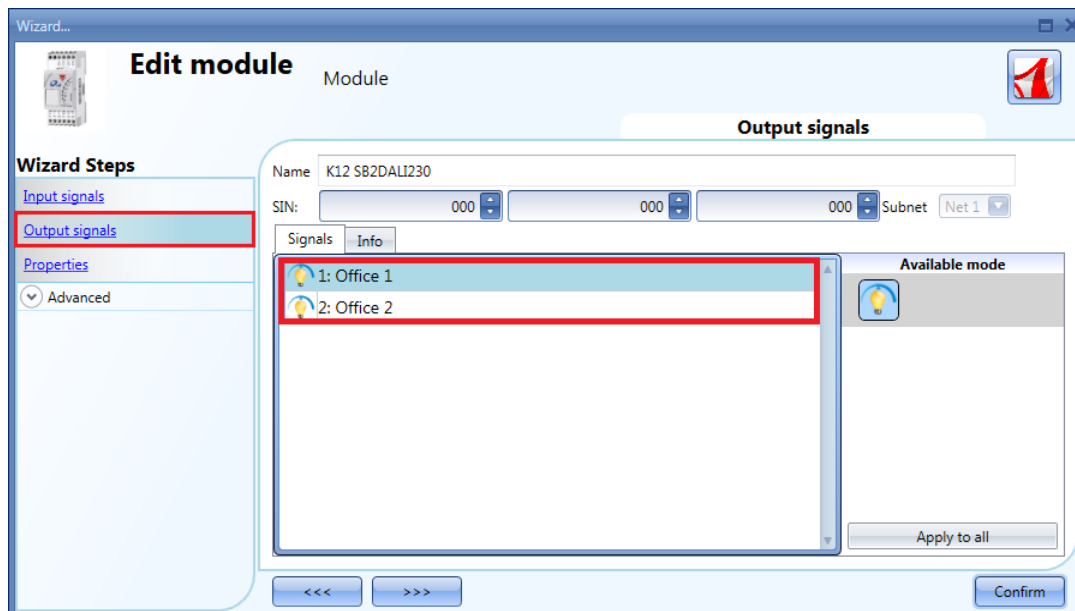 Wizard...
Edit module
Module
Output signals
Wizard Steps
Input signals
Output signals
Properties
Advanced
Name K12 SB2DALI230
SIN: 000 000 000 Subnet Net 1
Signals Info
1: Office 1
2: Office 2
Available mode
Apply to all
<<< >>> Confirm